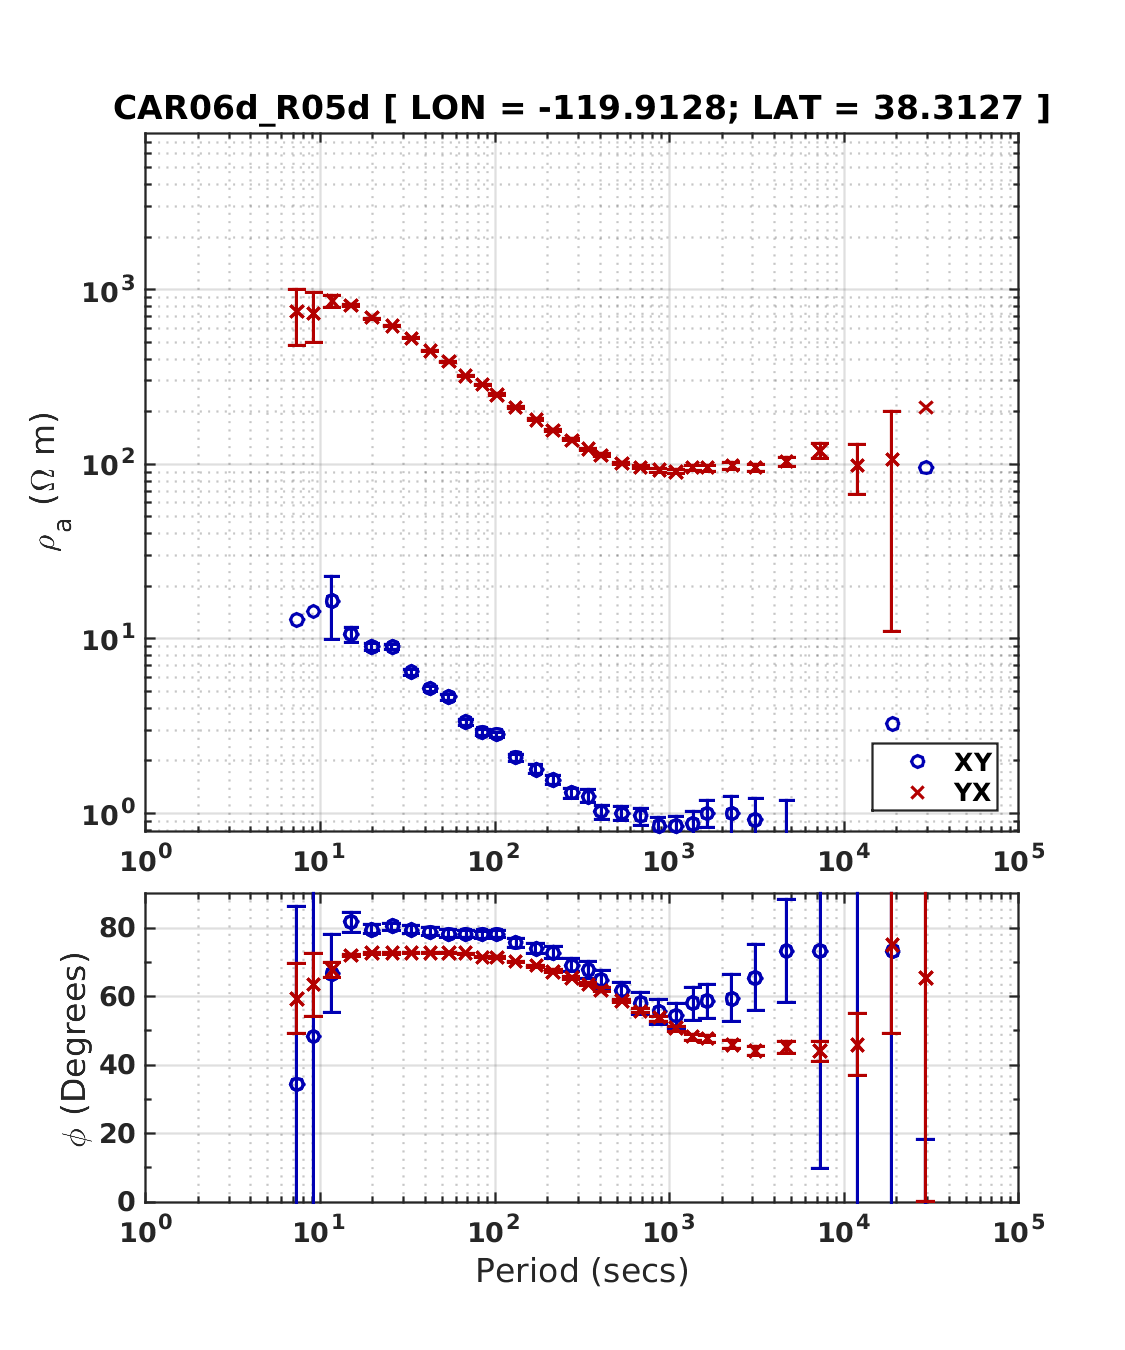 CAR06d_R05d [ LON = -119.9128; LAT = 38.3127 ]
10³
10²
10¹
10⁰
ρa (Ω m)
XY
YX
10⁰ 10¹ 10² 10³ 10⁴ 10⁵
80
60
40
20
0
ϕ (Degrees)
10⁰ 10¹ 10² 10³ 10⁴ 10⁵
Period (secs)